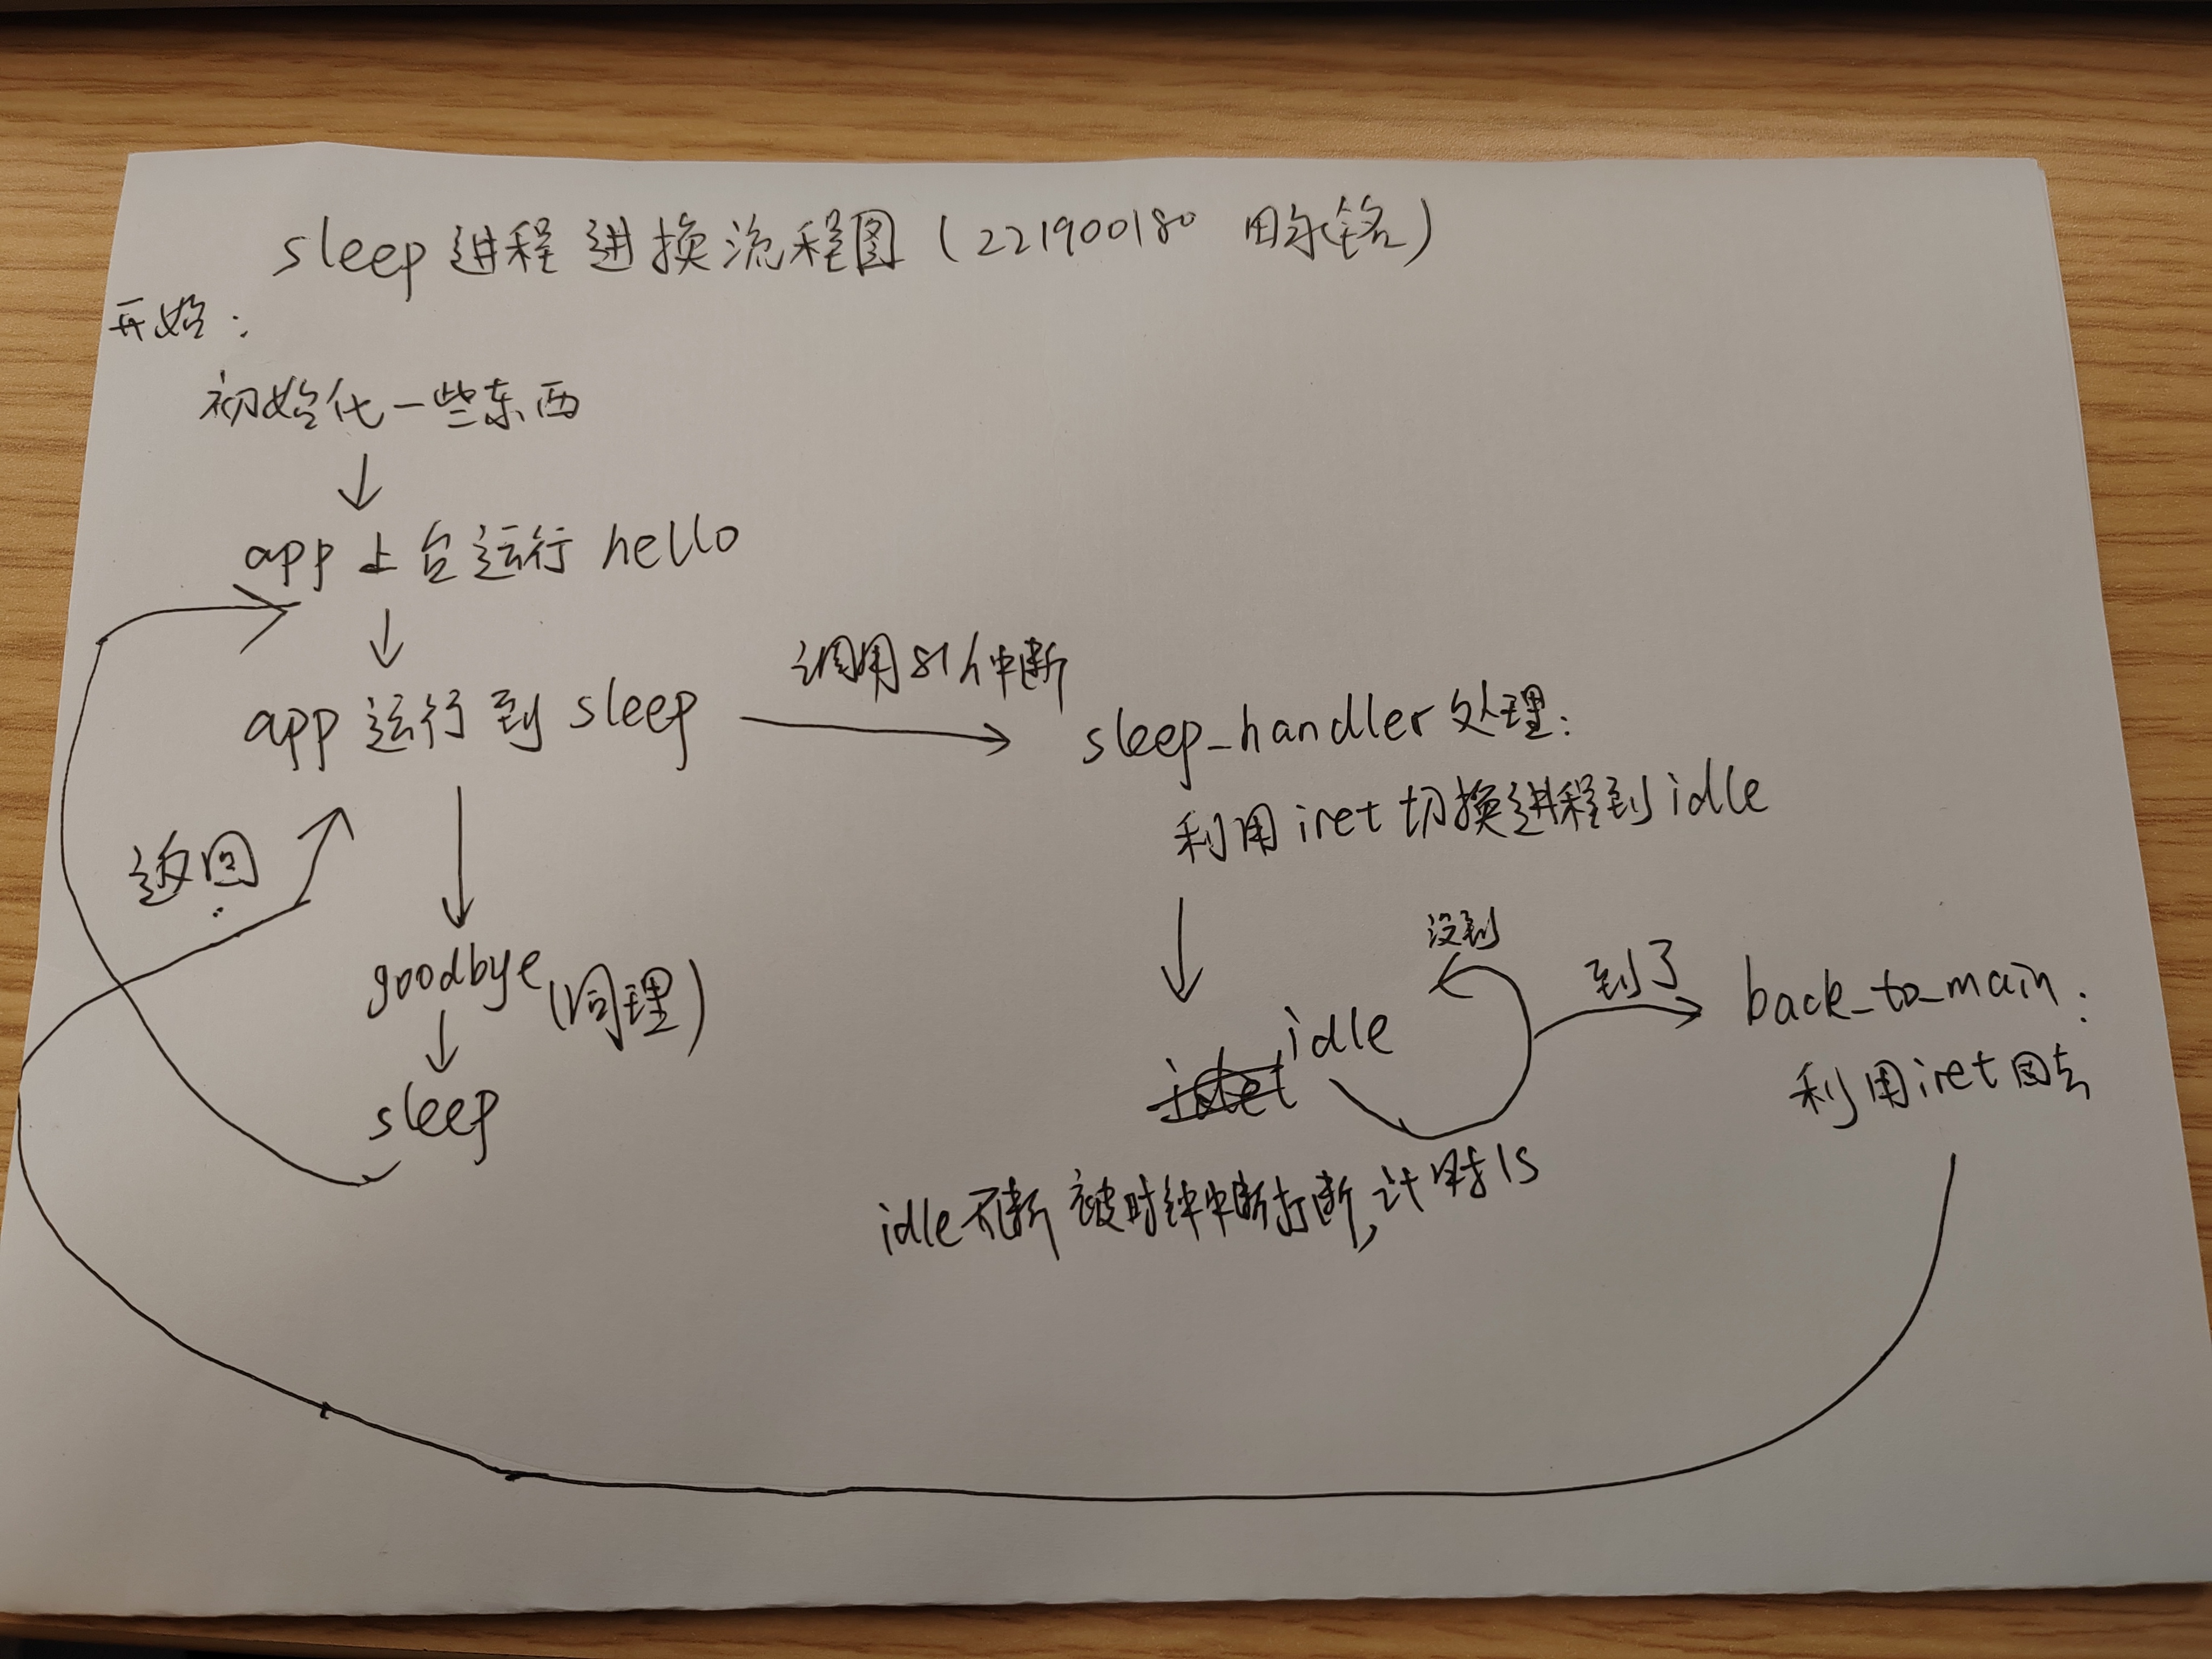 sleep进程进换流程图(221900180 田永铭)
开始:
初始化一些东西
app上台运行hello
app运行到sleep
调用81h中断
sleep_handler处理:
利用iret切换进程到idle
返回
goodbye(同理)
sleep
没到
idle
到了
back_to_main:
利用iret回去
idle不断被时钟中断打断,计时1s